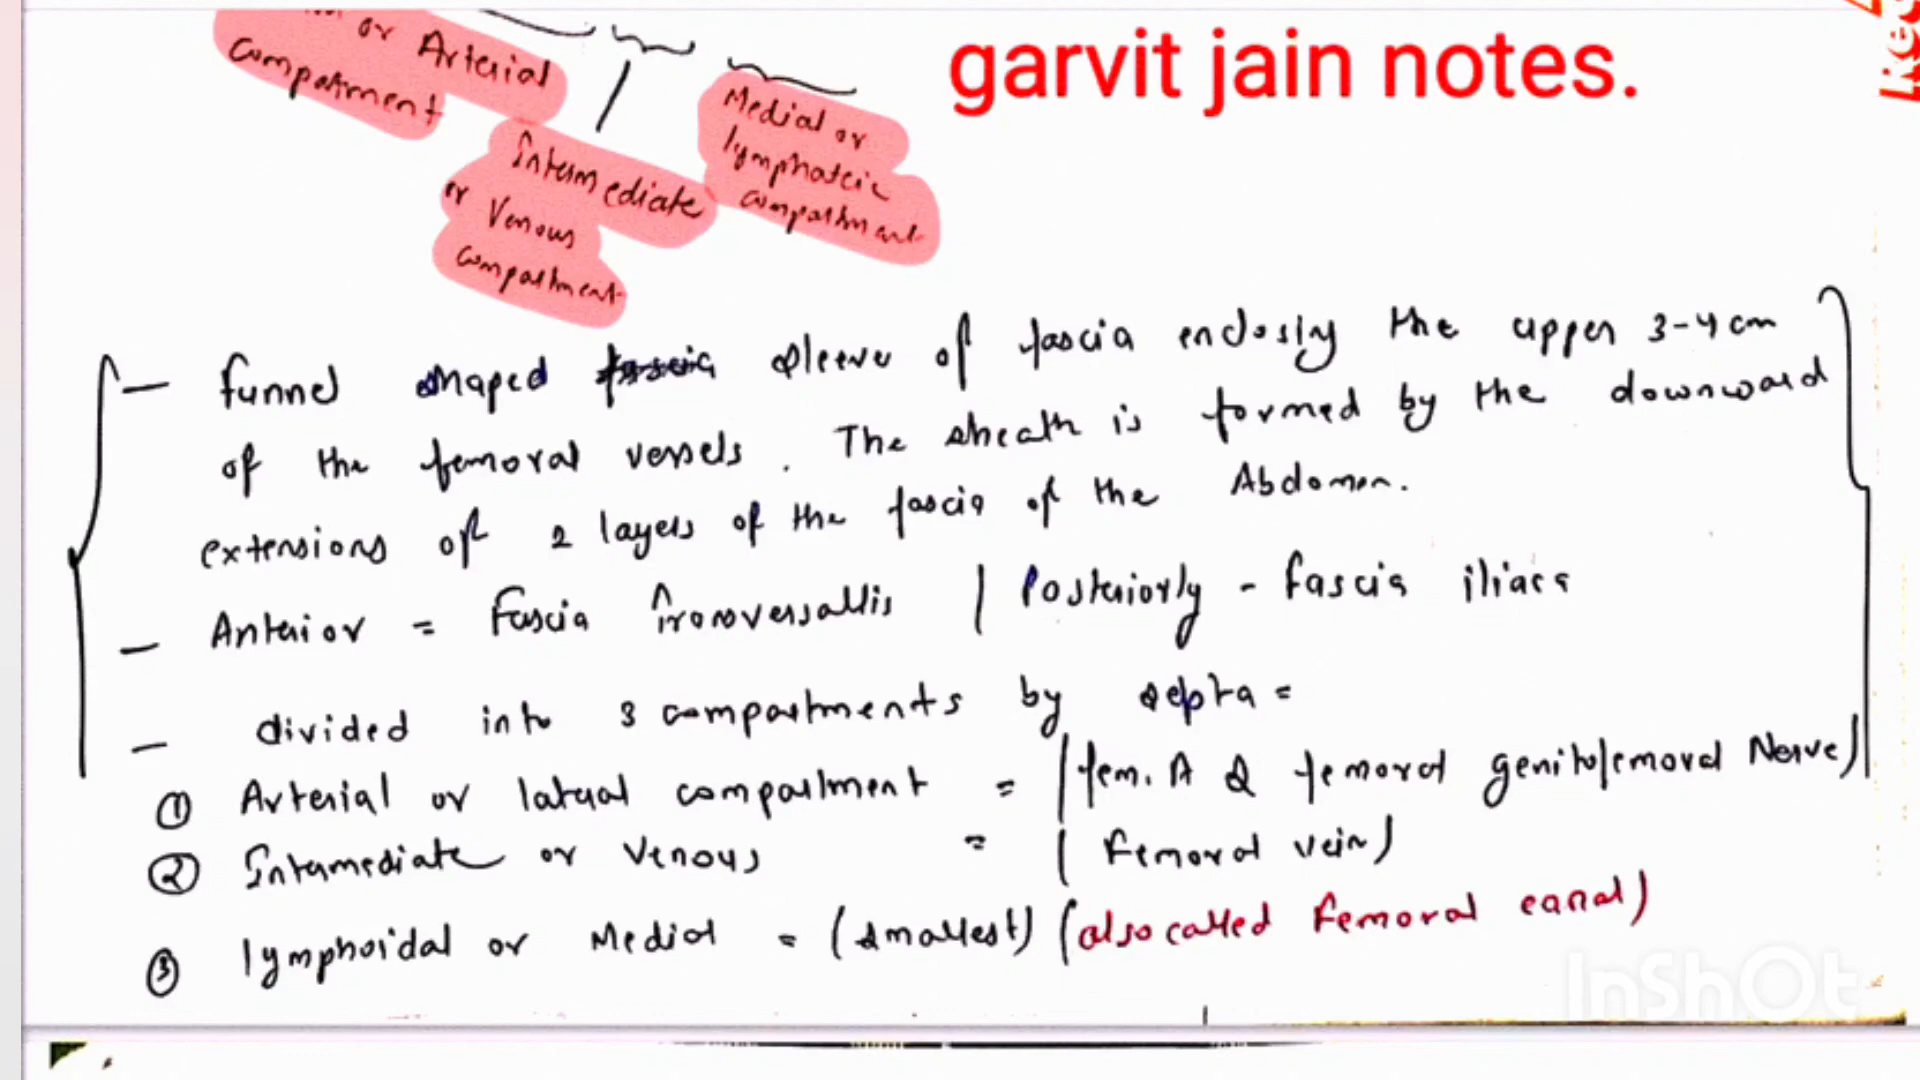 garvit jain notes.
or Arterial
compartment
Intermediate
or Venous
compartment
Medial or
lymphateic
compartment
— funnel shaped sleeve of fascia enclosing the upper 3-4 cm
of the femoral vessels. The sheath is formed by the downward
extensions of 2 layers of the fascia of the Abdomen.
— Anterior = Fascia transversallis | Posteriorly - fascia iliaca
— divided into 3 compartments by septa =
① Arterial or lateral compartment = (fem. A & femoral genitofemoral Nerve)
② Intermediate or Venous = (femoral vein)
③ lymphoidal or Medial = (smallest) (also called Femoral canal)
InShOt